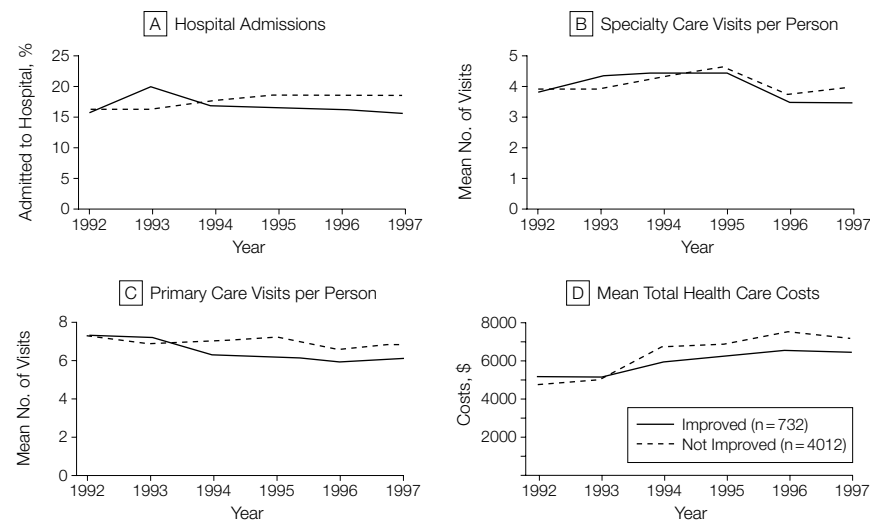 A Hospital Admissions
Admitted to Hospital, %
25
20
15
10
5
0
1992 1993 1994 1995 1996 1997
Year
B Specialty Care Visits per Person
Mean No. of Visits
5
4
3
2
1
0
1992 1993 1994 1995 1996 1997
Year
C Primary Care Visits per Person
Mean No. of Visits
8
6
4
2
0
1992 1993 1994 1995 1996 1997
Year
D Mean Total Health Care Costs
Costs, $
8000
6000
4000
2000
Improved (n = 732)
Not Improved (n = 4012)
1992 1993 1994 1995 1996 1997
Year